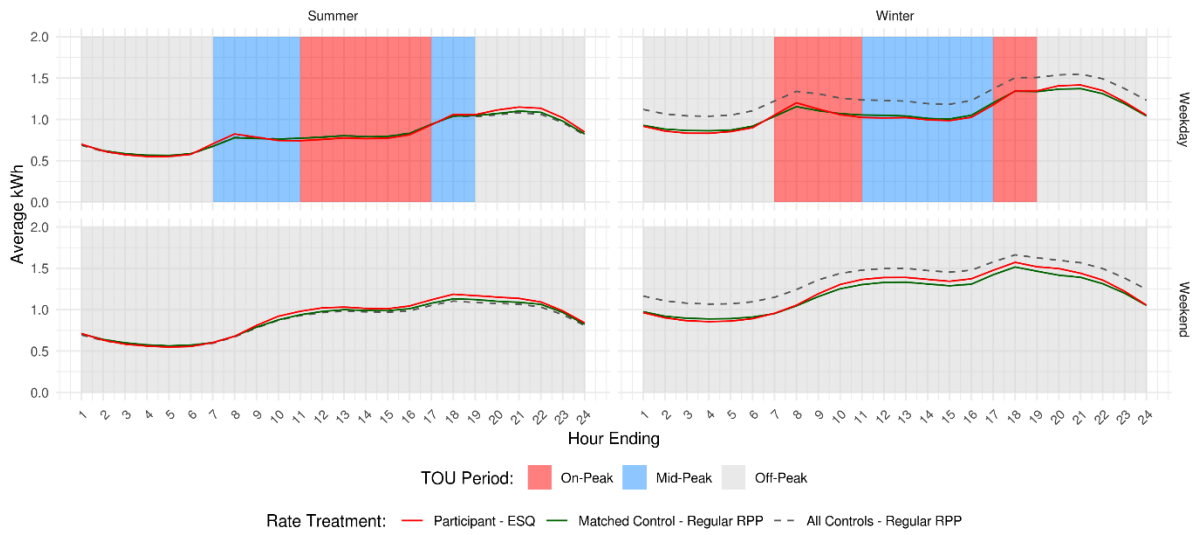 Summer Winter
2.0
1.5
1.0
0.5
0.0
Weekday
2.0
1.5
1.0
0.5
0.0
Weekend
Average kWh
1 2 3 4 5 6 7 8 9 10 11 12 13 14 15 16 17 18 19 20 21 22 23 24 1 2 3 4 5 6 7 8 9 10 11 12 13 14 15 16 17 18 19 20 21 22 23 24
Hour Ending
TOU Period: On-Peak Mid-Peak Off-Peak
Rate Treatment: Participant - ESQ Matched Control - Regular RPP All Controls - Regular RPP